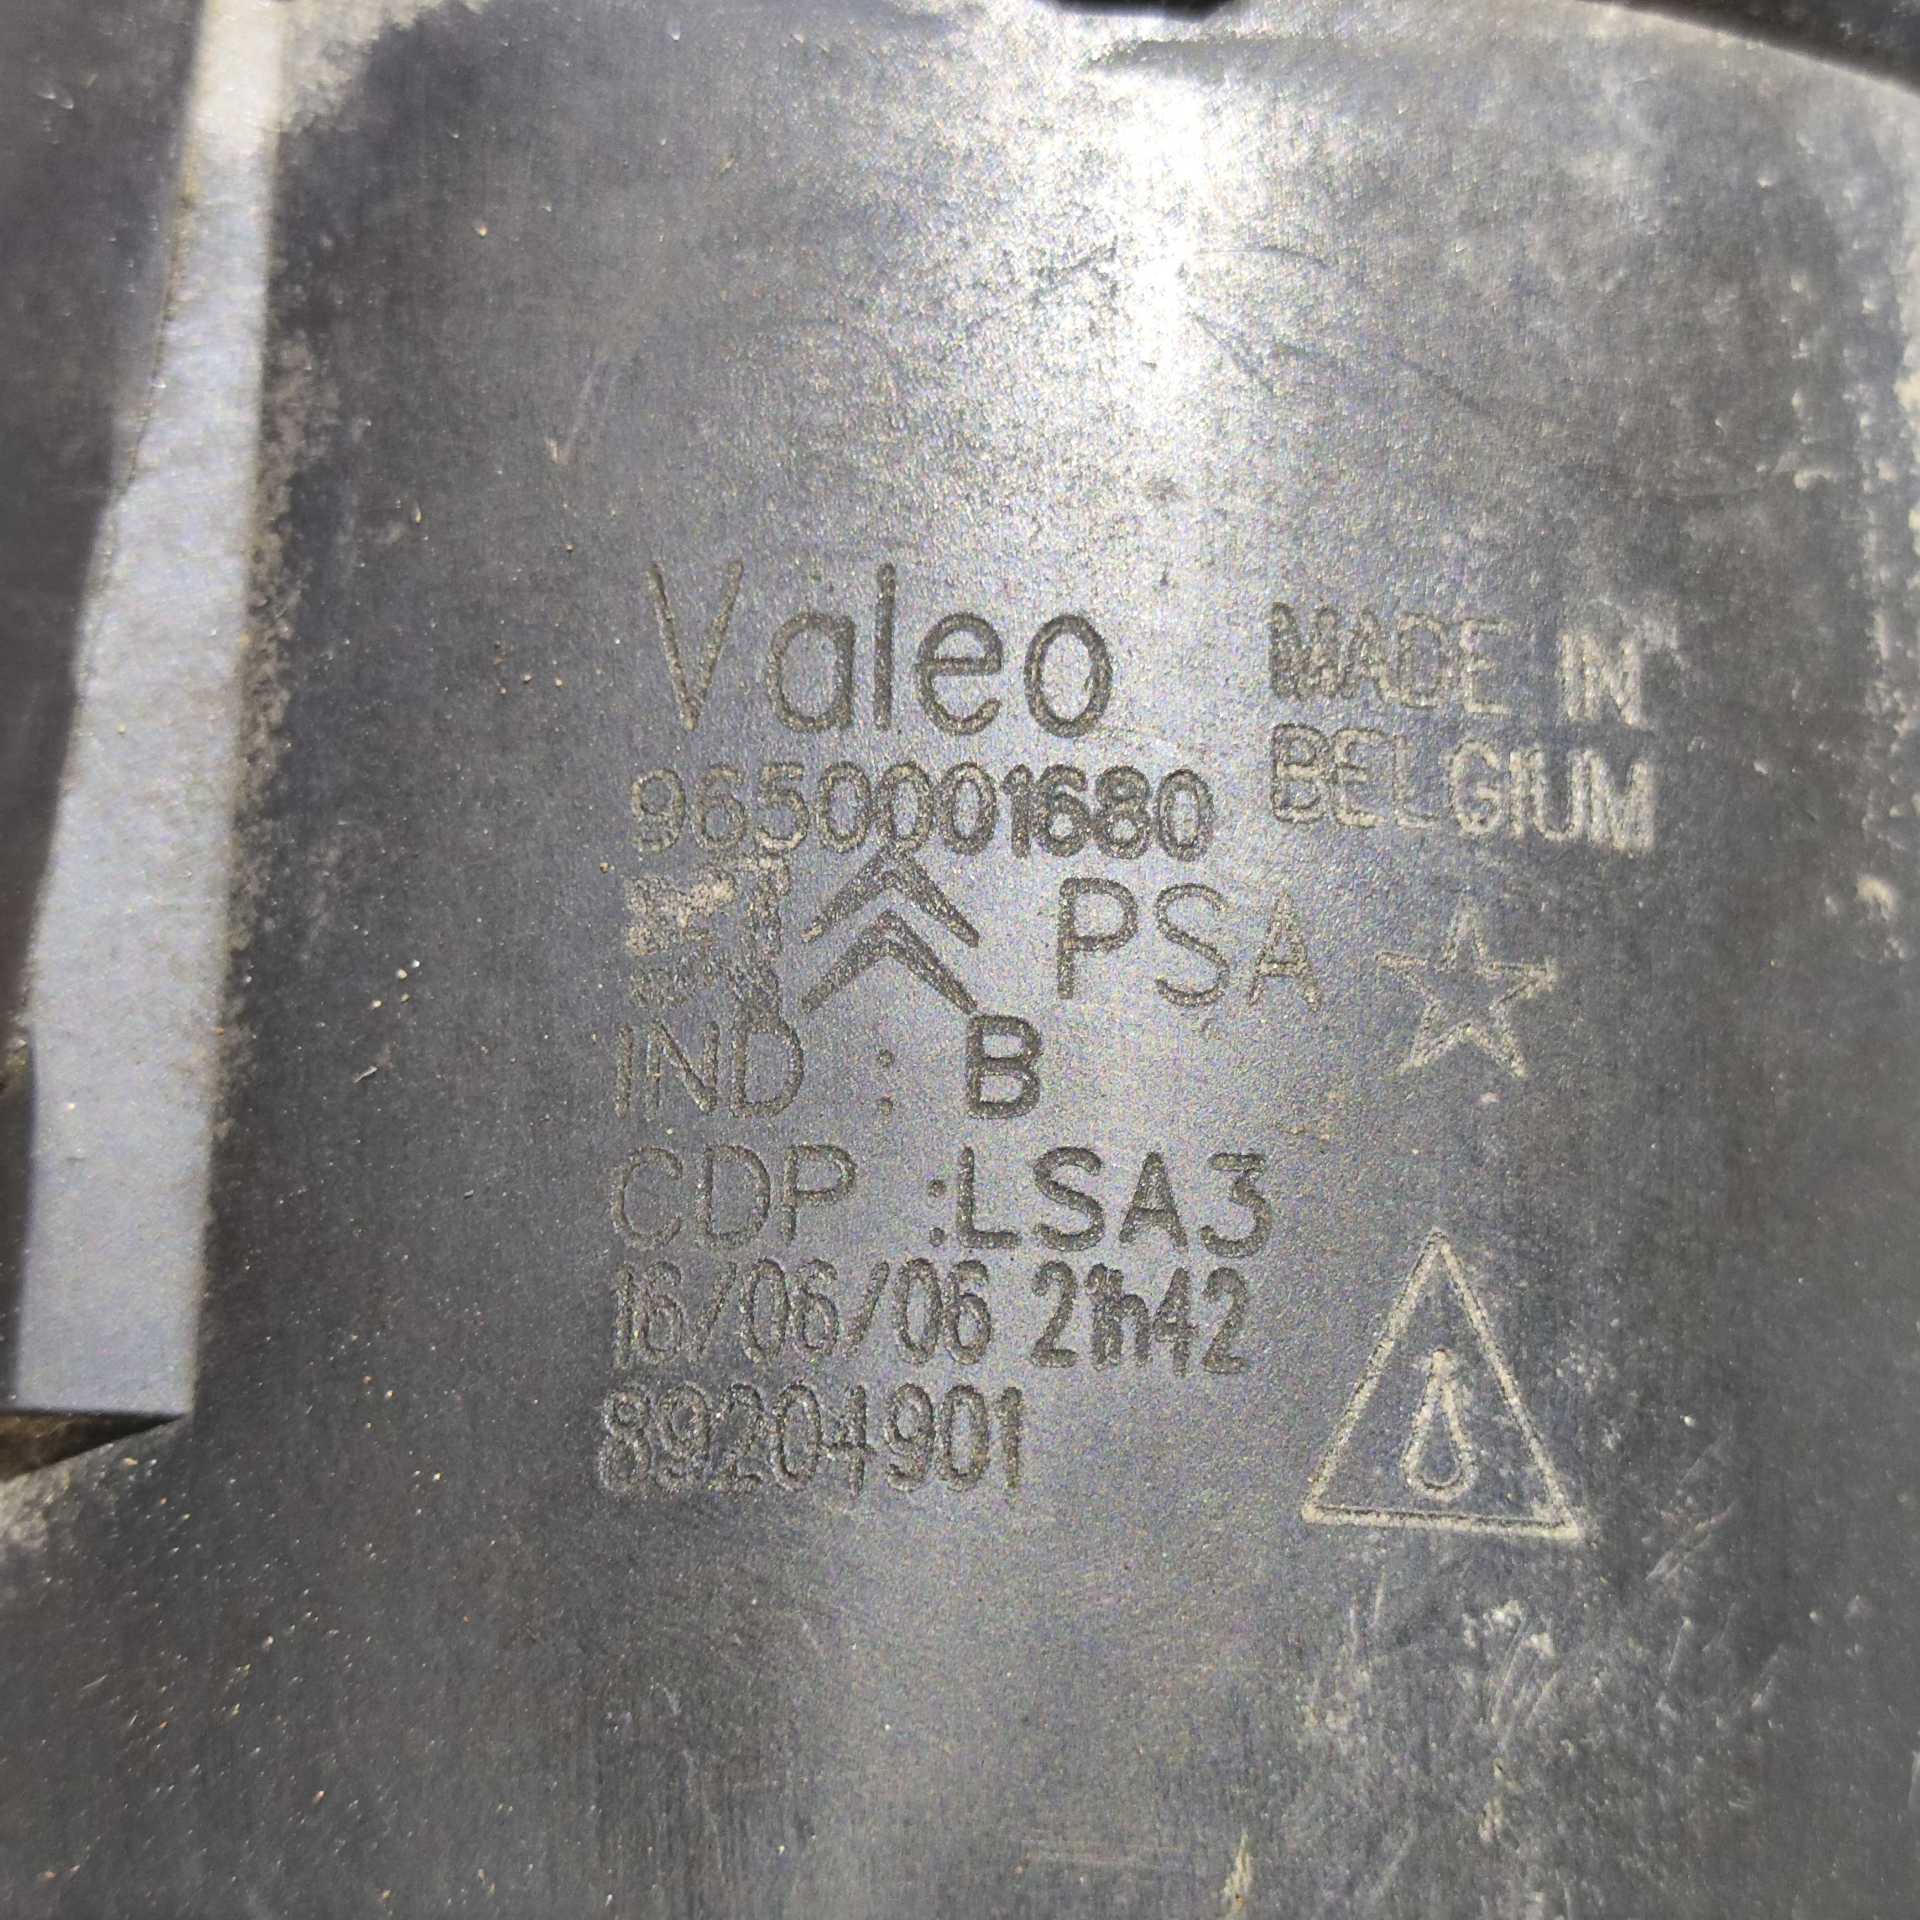 Valeo
MADE IN
BELGIUM
9650001680
PSA
IND : B
CDP :LSA3
16/06/06 21h42
89204901